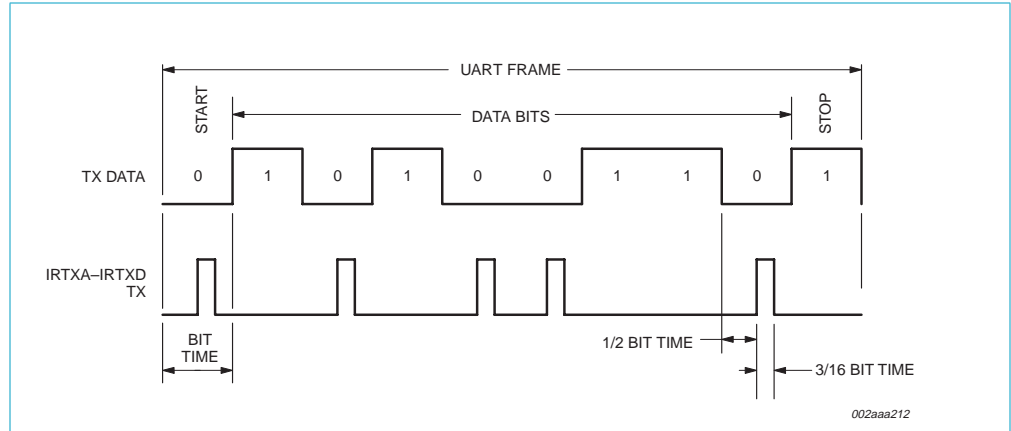 UART FRAME
START
DATA BITS
STOP
TX DATA
0 1 0 1 0 0 1 1 0 1
IRTXA–IRTXD
TX
BIT
TIME
1/2 BIT TIME
3/16 BIT TIME
002aaa212